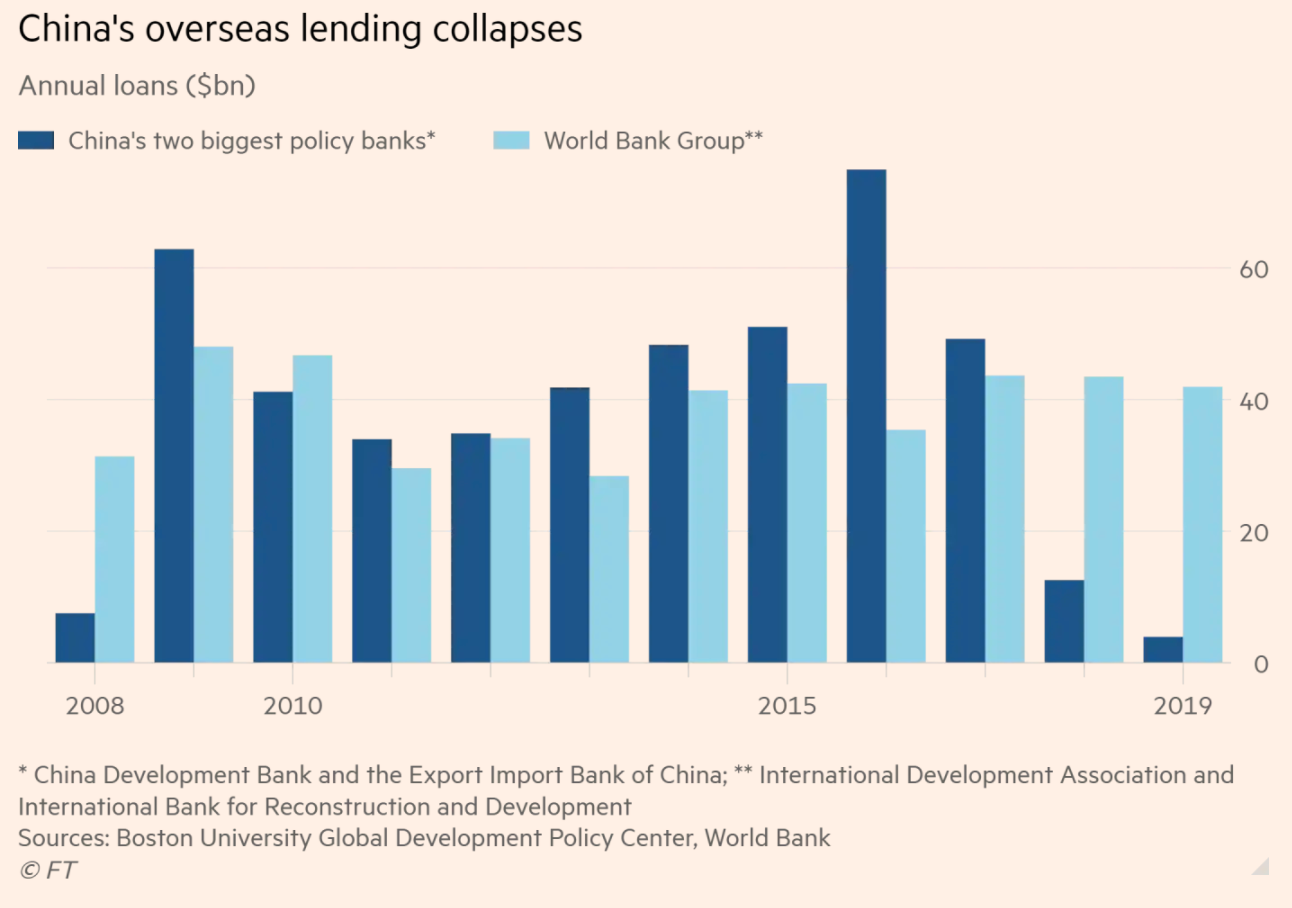 China's overseas lending collapses
Annual loans ($bn)
China's two biggest policy banks* World Bank Group**
60
40
20
0
2008 2010 2015 2019
* China Development Bank and the Export Import Bank of China; ** International Development Association and
International Bank for Reconstruction and Development
Sources: Boston University Global Development Policy Center, World Bank
© FT